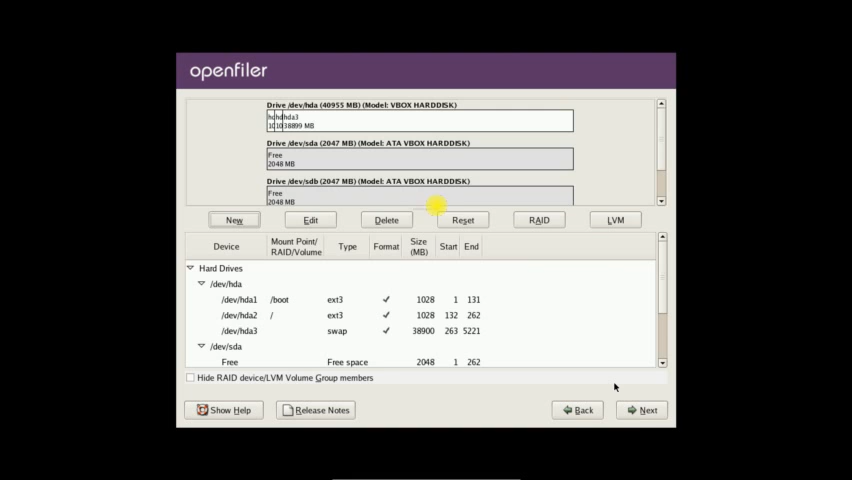 openfiler
Drive /dev/hda (40955 MB) (Model: VBOX HARDDISK)
hda3
38899 MB
Drive /dev/sda (2047 MB) (Model: ATA VBOX HARDDISK)
Free
2048 MB
Drive /dev/sdb (2047 MB) (Model: ATA VBOX HARDDISK)
Free
2048 MB
New Edit Delete Reset RAID LVM
Device Mount Point/ RAID/Volume Type Format Size (MB) Start End
Hard Drives
/dev/hda
/dev/hda1 /boot ext3 1028 1 131
/dev/hda2 / ext3 1028 132 262
/dev/hda3 swap 38900 263 5221
/dev/sda
Free Free space 2048 1 262
Hide RAID device/LVM Volume Group members
Show Help Release Notes Back Next